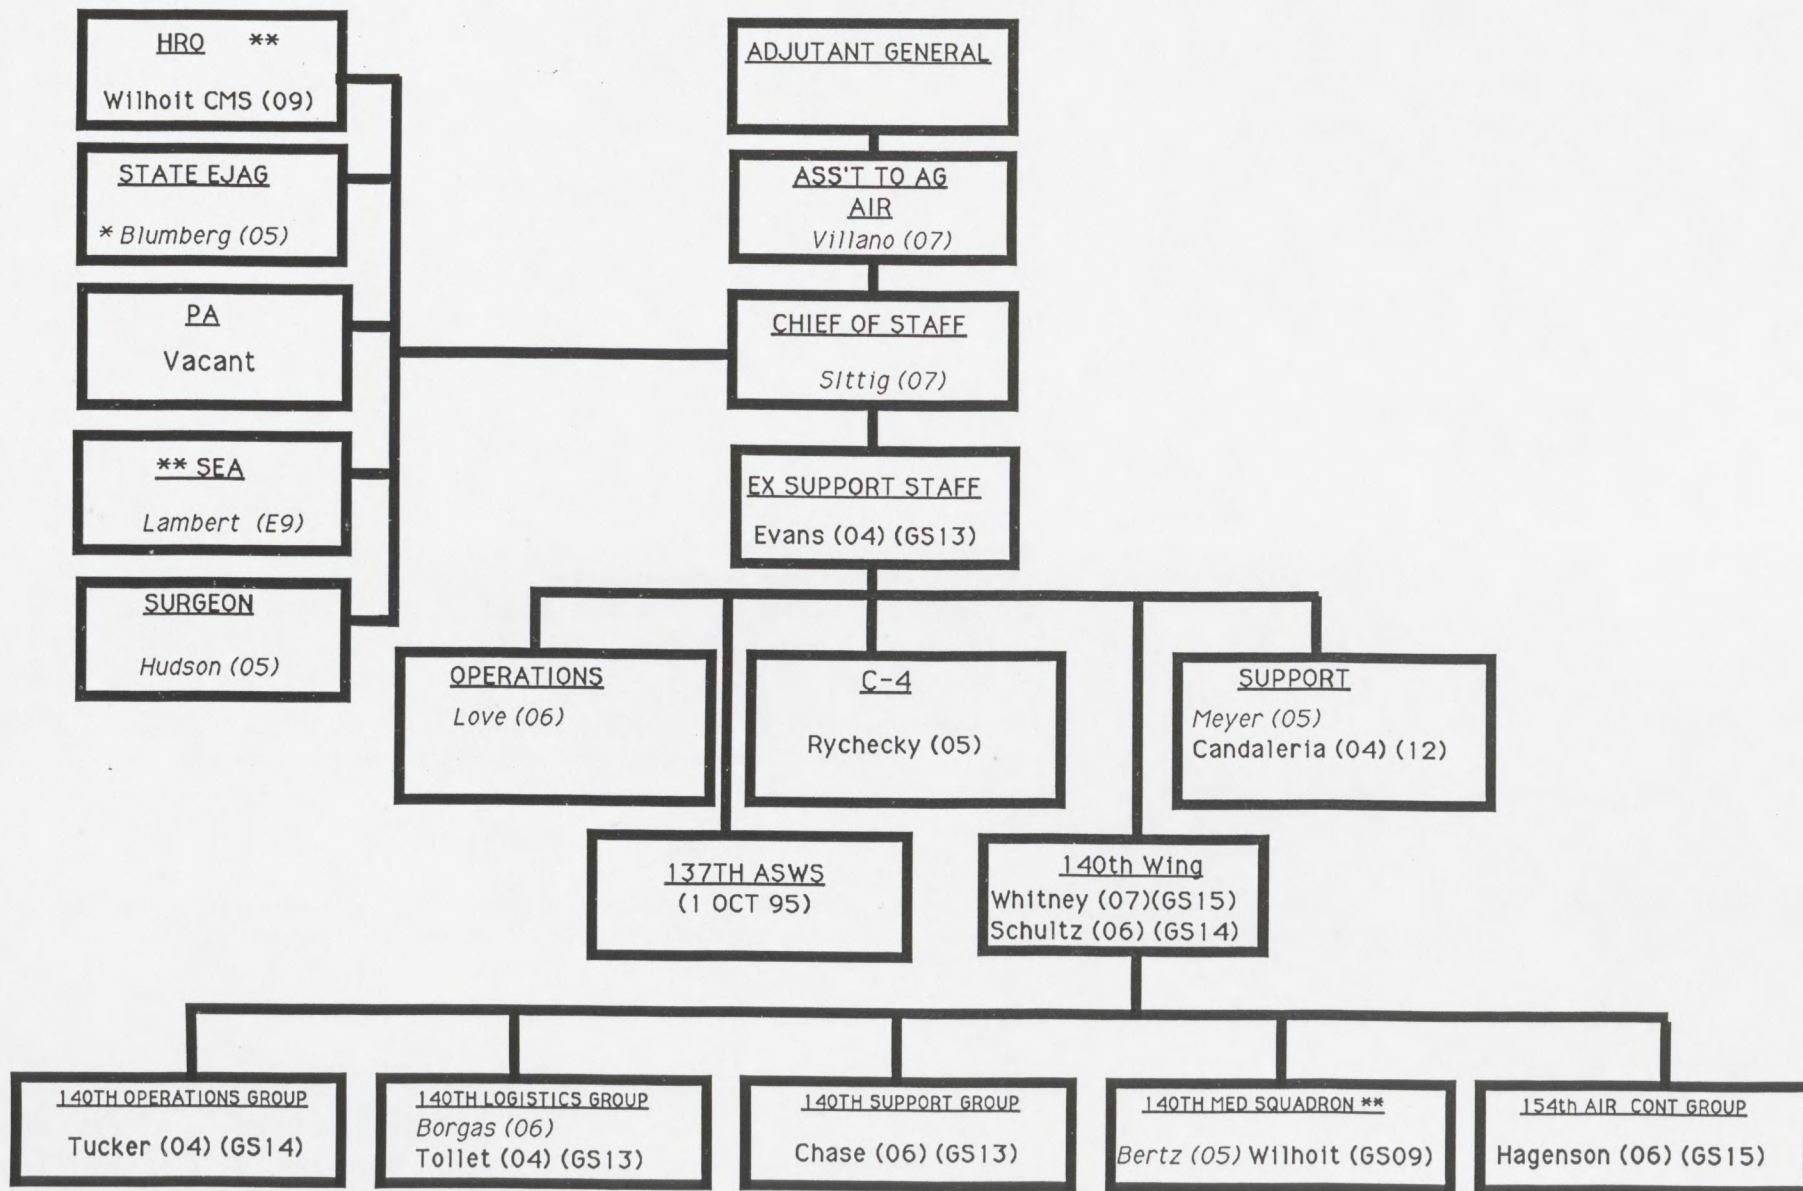 HRO **
Wilhoit CMS (09)
STATE EJAG
* Blumberg (05)
PA
Vacant
** SEA
Lambert (E9)
SURGEON
Hudson (05)
ADJUTANT GENERAL
ASS'T TO AG
AIR
Villano (07)
CHIEF OF STAFF
Sittig (07)
EX SUPPORT STAFF
Evans (04) (GS13)
OPERATIONS
Love (06)
C-4
Rychecky (05)
SUPPORT
Meyer (05)
Candaleria (04) (12)
137TH ASWS
(1 OCT 95)
140th Wing
Whitney (07)(GS15)
Schultz (06) (GS14)
140TH OPERATIONS GROUP
Tucker (04) (GS14)
140TH LOGISTICS GROUP
Borgas (06)
Tollet (04) (GS13)
140TH SUPPORT GROUP
Chase (06) (GS13)
140TH MED SQUADRON **
Bertz (05) Wilhoit (GS09)
154th AIR CONT GROUP
Hagenson (06) (GS15)